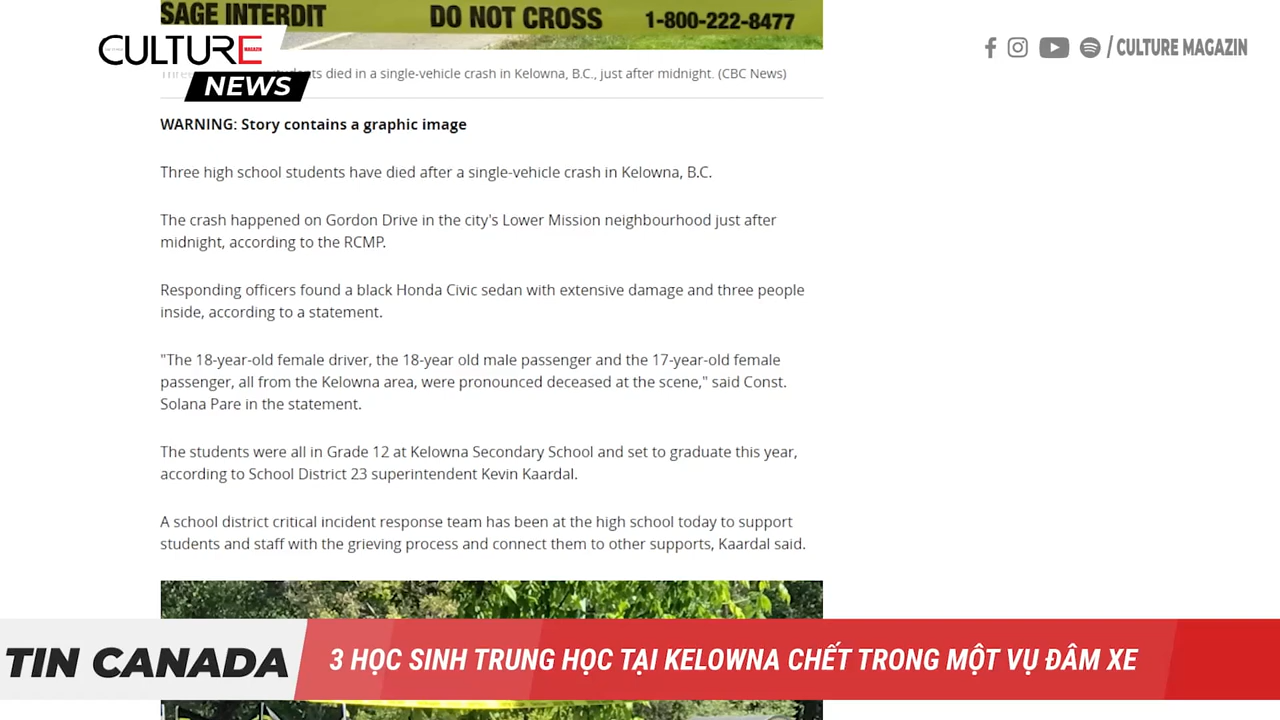 SAGE INTERDIT DO NOT CROSS 1-800-222-8477
CULTURE
MAGAZIN
NEWS
/ CULTURE MAGAZIN
died in a single-vehicle crash in Kelowna, B.C., just after midnight. (CBC News)
WARNING: Story contains a graphic image
Three high school students have died after a single-vehicle crash in Kelowna, B.C.
The crash happened on Gordon Drive in the city's Lower Mission neighbourhood just after
midnight, according to the RCMP.
Responding officers found a black Honda Civic sedan with extensive damage and three people
inside, according to a statement.
"The 18-year-old female driver, the 18-year old male passenger and the 17-year-old female
passenger, all from the Kelowna area, were pronounced deceased at the scene," said Const.
Solana Pare in the statement.
The students were all in Grade 12 at Kelowna Secondary School and set to graduate this year,
according to School District 23 superintendent Kevin Kaardal.
A school district critical incident response team has been at the high school today to support
students and staff with the grieving process and connect them to other supports, Kaardal said.
TIN CANADA
3 HỌC SINH TRUNG HỌC TẠI KELOWNA CHẾT TRONG MỘT VỤ ĐÂM XE